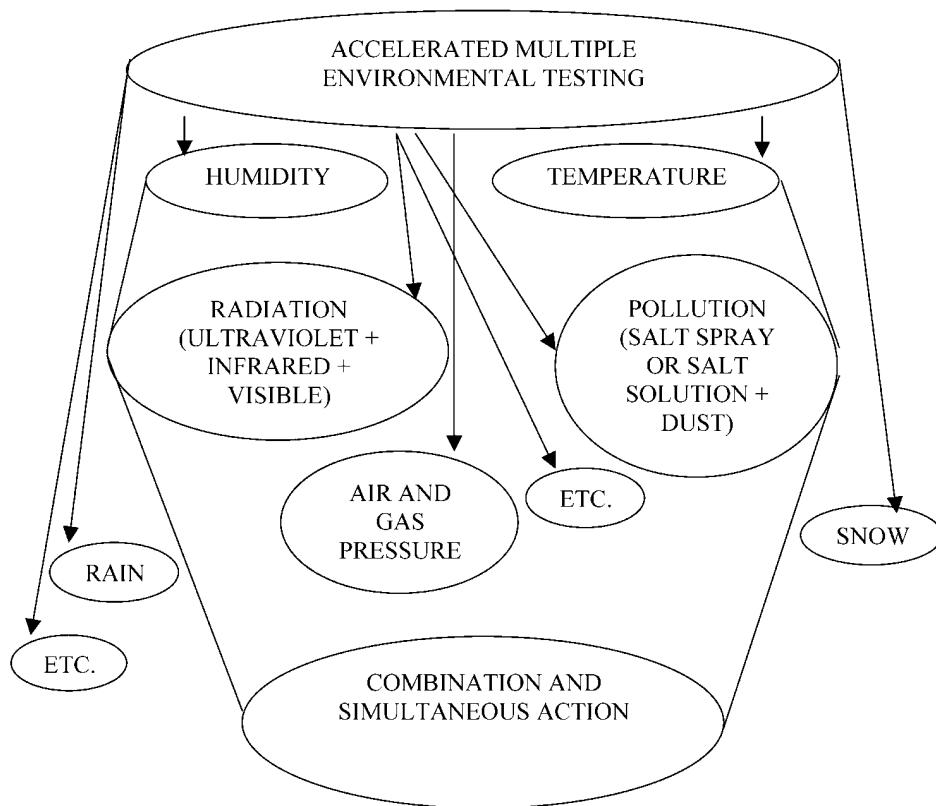 ACCELERATED MULTIPLE
ENVIRONMENTAL TESTING
HUMIDITY
TEMPERATURE
RADIATION
(ULTRAVIOLET +
INFRARED +
VISIBLE)
POLLUTION
(SALT SPRAY
OR SALT
SOLUTION +
DUST)
AIR AND
GAS
PRESSURE
ETC.
SNOW
RAIN
ETC.
COMBINATION AND
SIMULTANEOUS ACTION